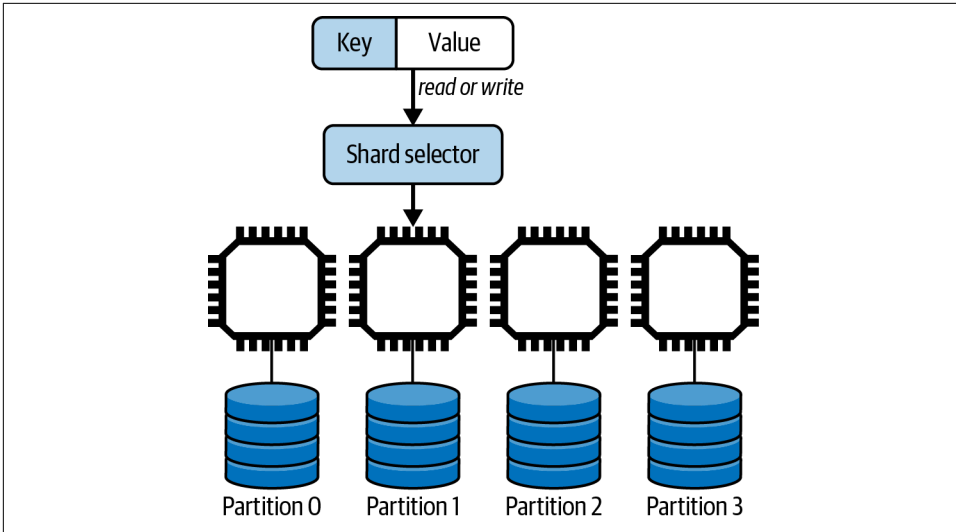 Key Value
read or write
Shard selector
Partition 0 Partition 1 Partition 2 Partition 3